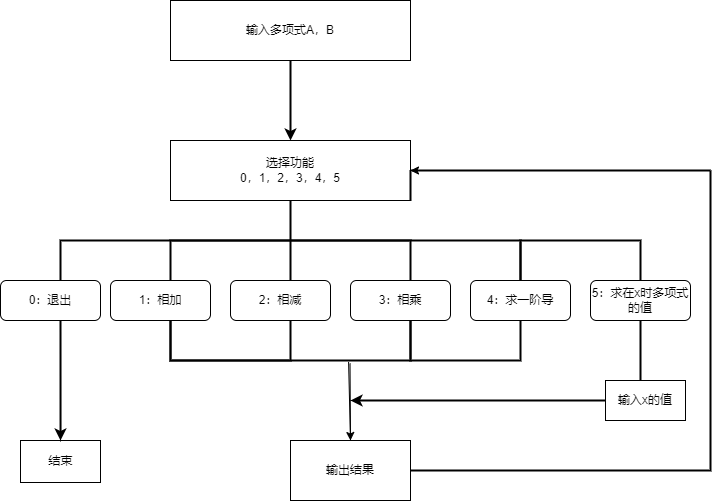 输入多项式A，B
选择功能
0，1，2，3，4，5
0：退出
1：相加
2：相减
3：相乘
4：求一阶导
5：求在x时多项式
的值
输入x的值
结束
输出结果